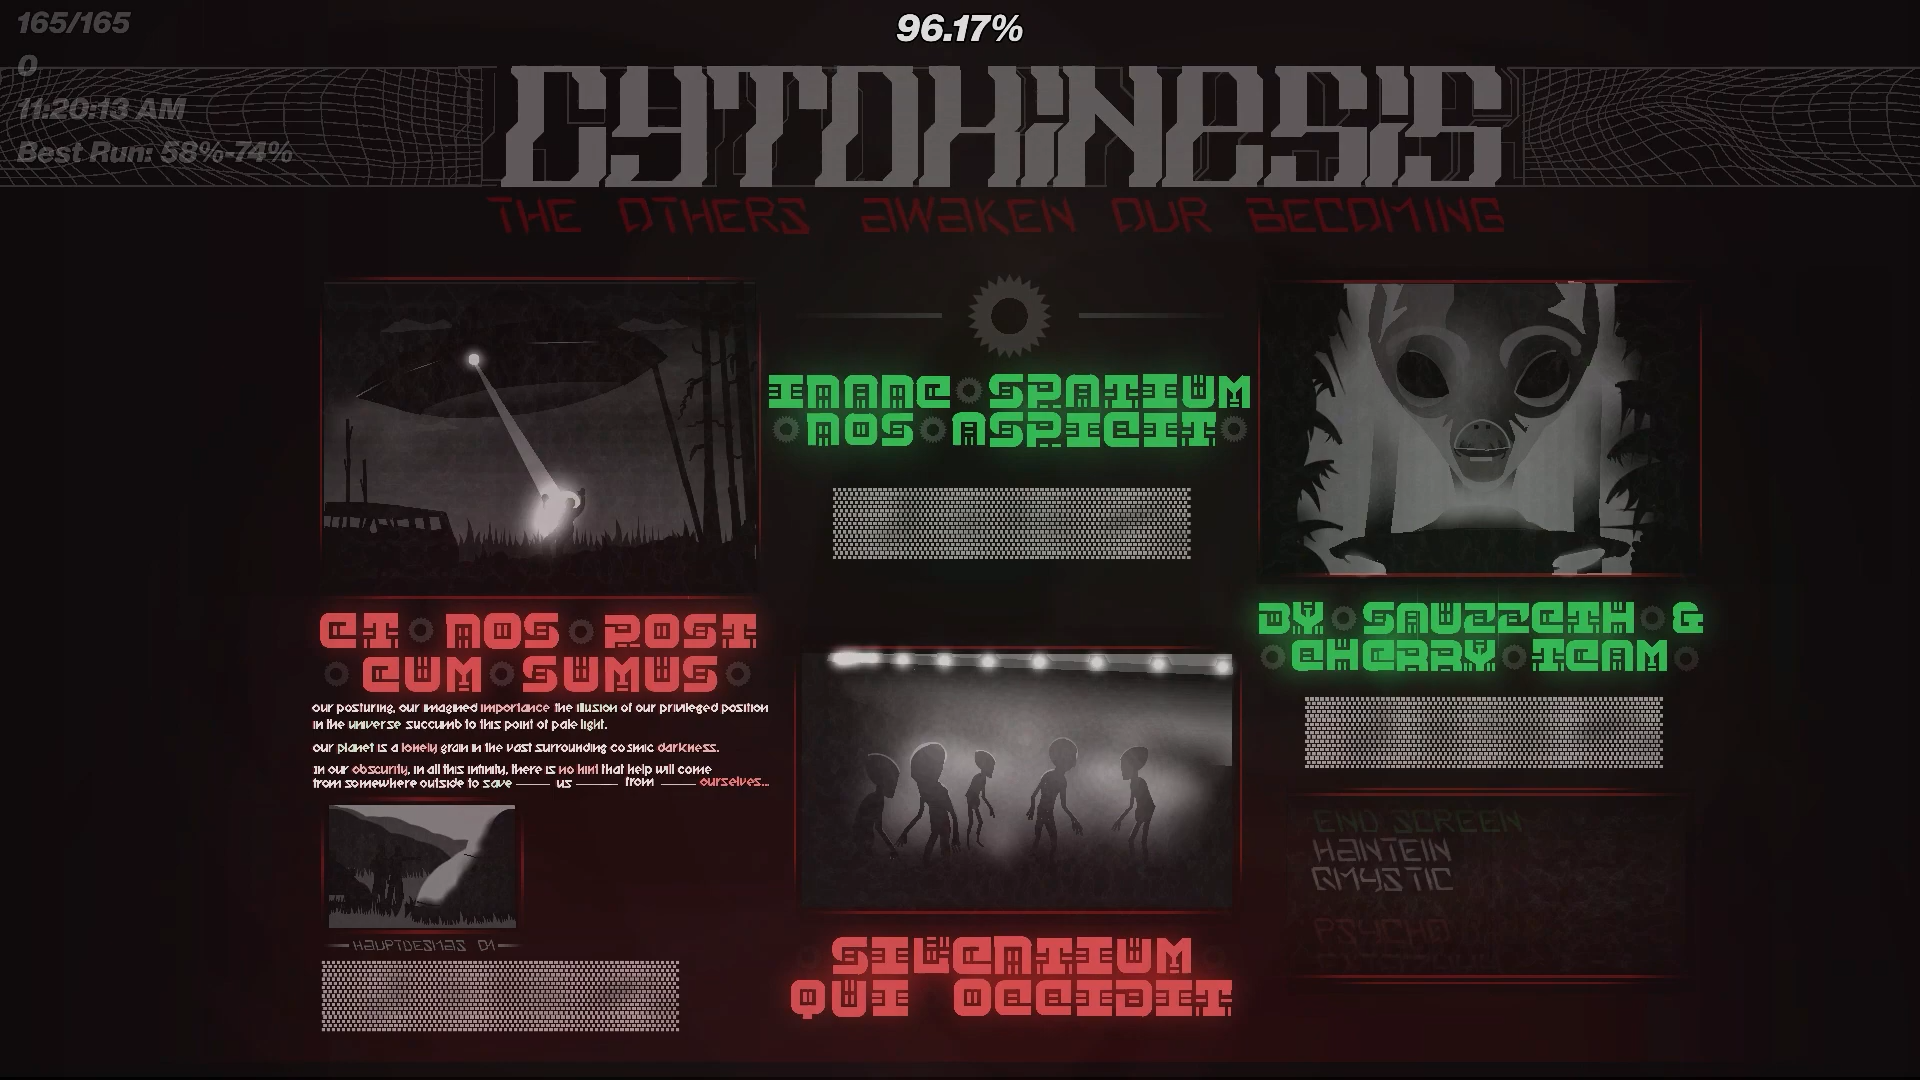 165/165
0
11:20:13 AM
Best Run: 58%-74%
96.17%
CYTOKINESIS
THE OTHERS AWAKEN OUR BECOMING
INANE SPATIUM
NOS ASPICIT
ET NOS POST
CUM SUMUS
our posturing, our imagined importance the illusion of our privileged position
in the universe succumb to this point of pale light.
our planet is a lonely grain in the vast surrounding cosmic darkness.
in our obscurity, in all this infinity, there is no hint that help will come
from somewhere outside to save us from ourselves...
HAUPTDESMAS 01
SILENTIUM
QUI OCCIDIT
BY SAUZZETH &
CHERRY TEAM
END SCREEN
HANTEIN
QMYSTIC
PSYCHO